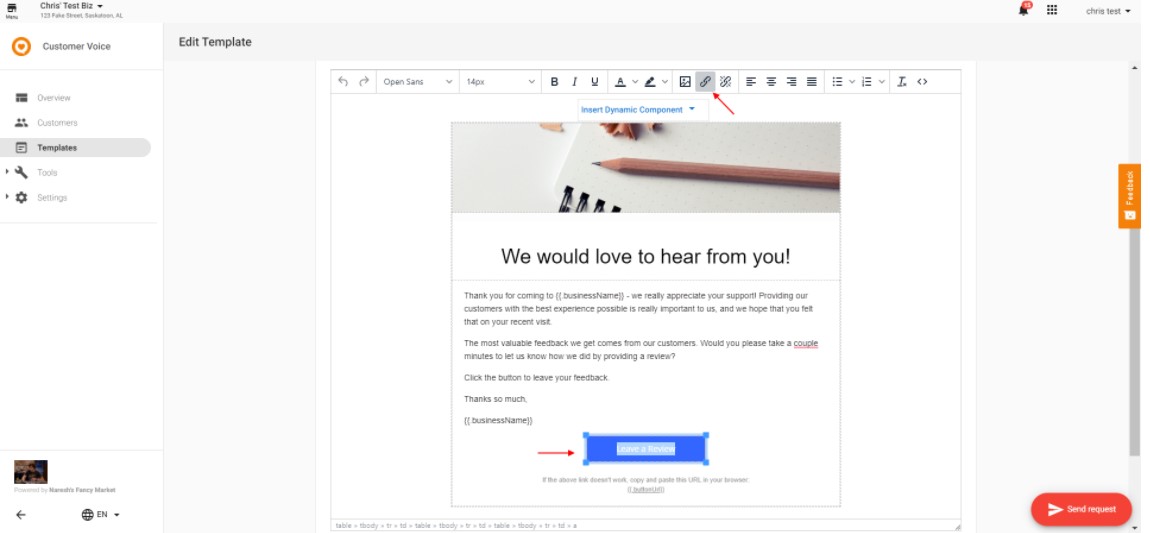 Chris' Test Biz
123 Fake Street, Saskatoon, AL
Menu
15
chris test
Customer Voice
Edit Template
Overview
Customers
Templates
Tools
Settings
Open Sans
14px
B I U A
Insert Dynamic Component
We would love to hear from you!
Thank you for coming to {{.businessName}} - we really appreciate your support! Providing our
customers with the best experience possible is really important to us, and we hope that you felt
that on your recent visit.
The most valuable feedback we get comes from our customers. Would you please take a couple
minutes to let us know how we did by providing a review?
Click the button to leave your feedback.
Thanks so much,
{{.businessName}}
Leave a Review
If the above link doesn't work, copy and paste this URL in your browser:
{{.buttonUrl}}
Feedback
Powered by Naresh's Fancy Market
EN
Send request
table » tbody » tr » td » table » tbody » tr » td » table » tbody » tr » td » a